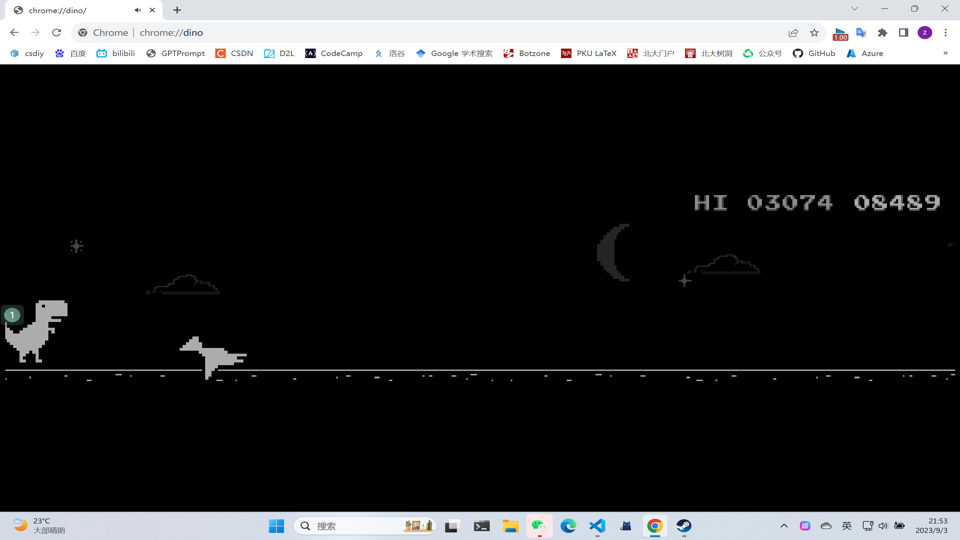 chrome://dino/
Chrome | chrome://dino
1.00
z
csdiy 百度 bilibili GPTPrompt CSDN D2L CodeCamp 洛谷 Google 学术搜索 Botzone PKU LaTeX 北大门户 北大树洞 公众号 GitHub Azure »
HI 03074 08489
1
23°C
大部晴朗
搜索
英
21:53
2023/9/3